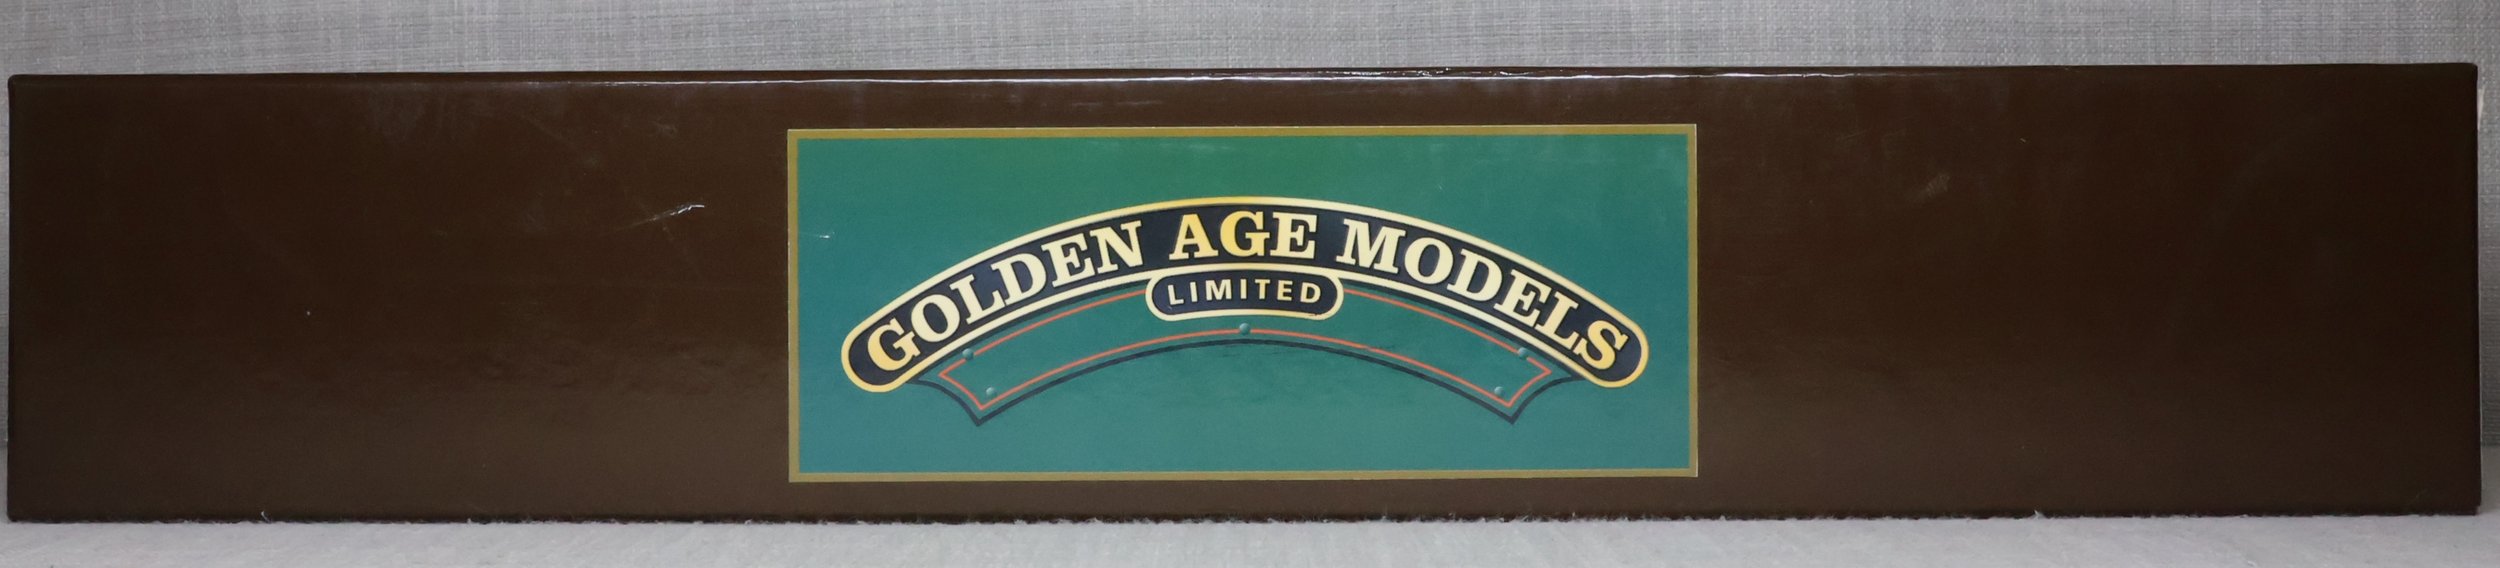 GOLDEN AGE MODELS
LIMITED